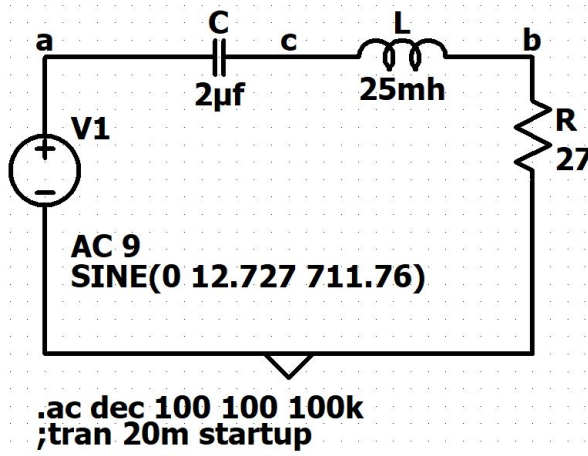 C
L
a
c
b
2µf
25mh
V1
R
27
AC 9
SINE(0 12.727 711.76)
.ac dec 100 100 100k
;tran 20m startup